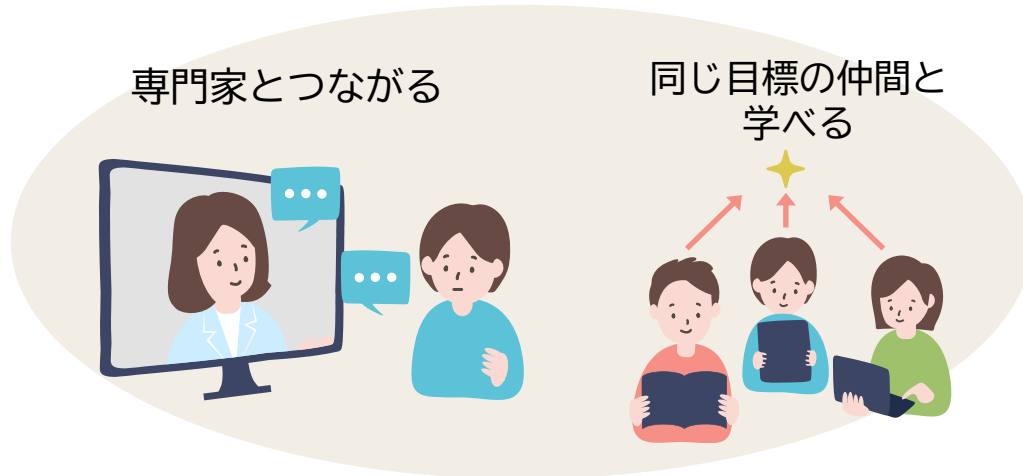 専門家とつながる
同じ目標の仲間と
学べる